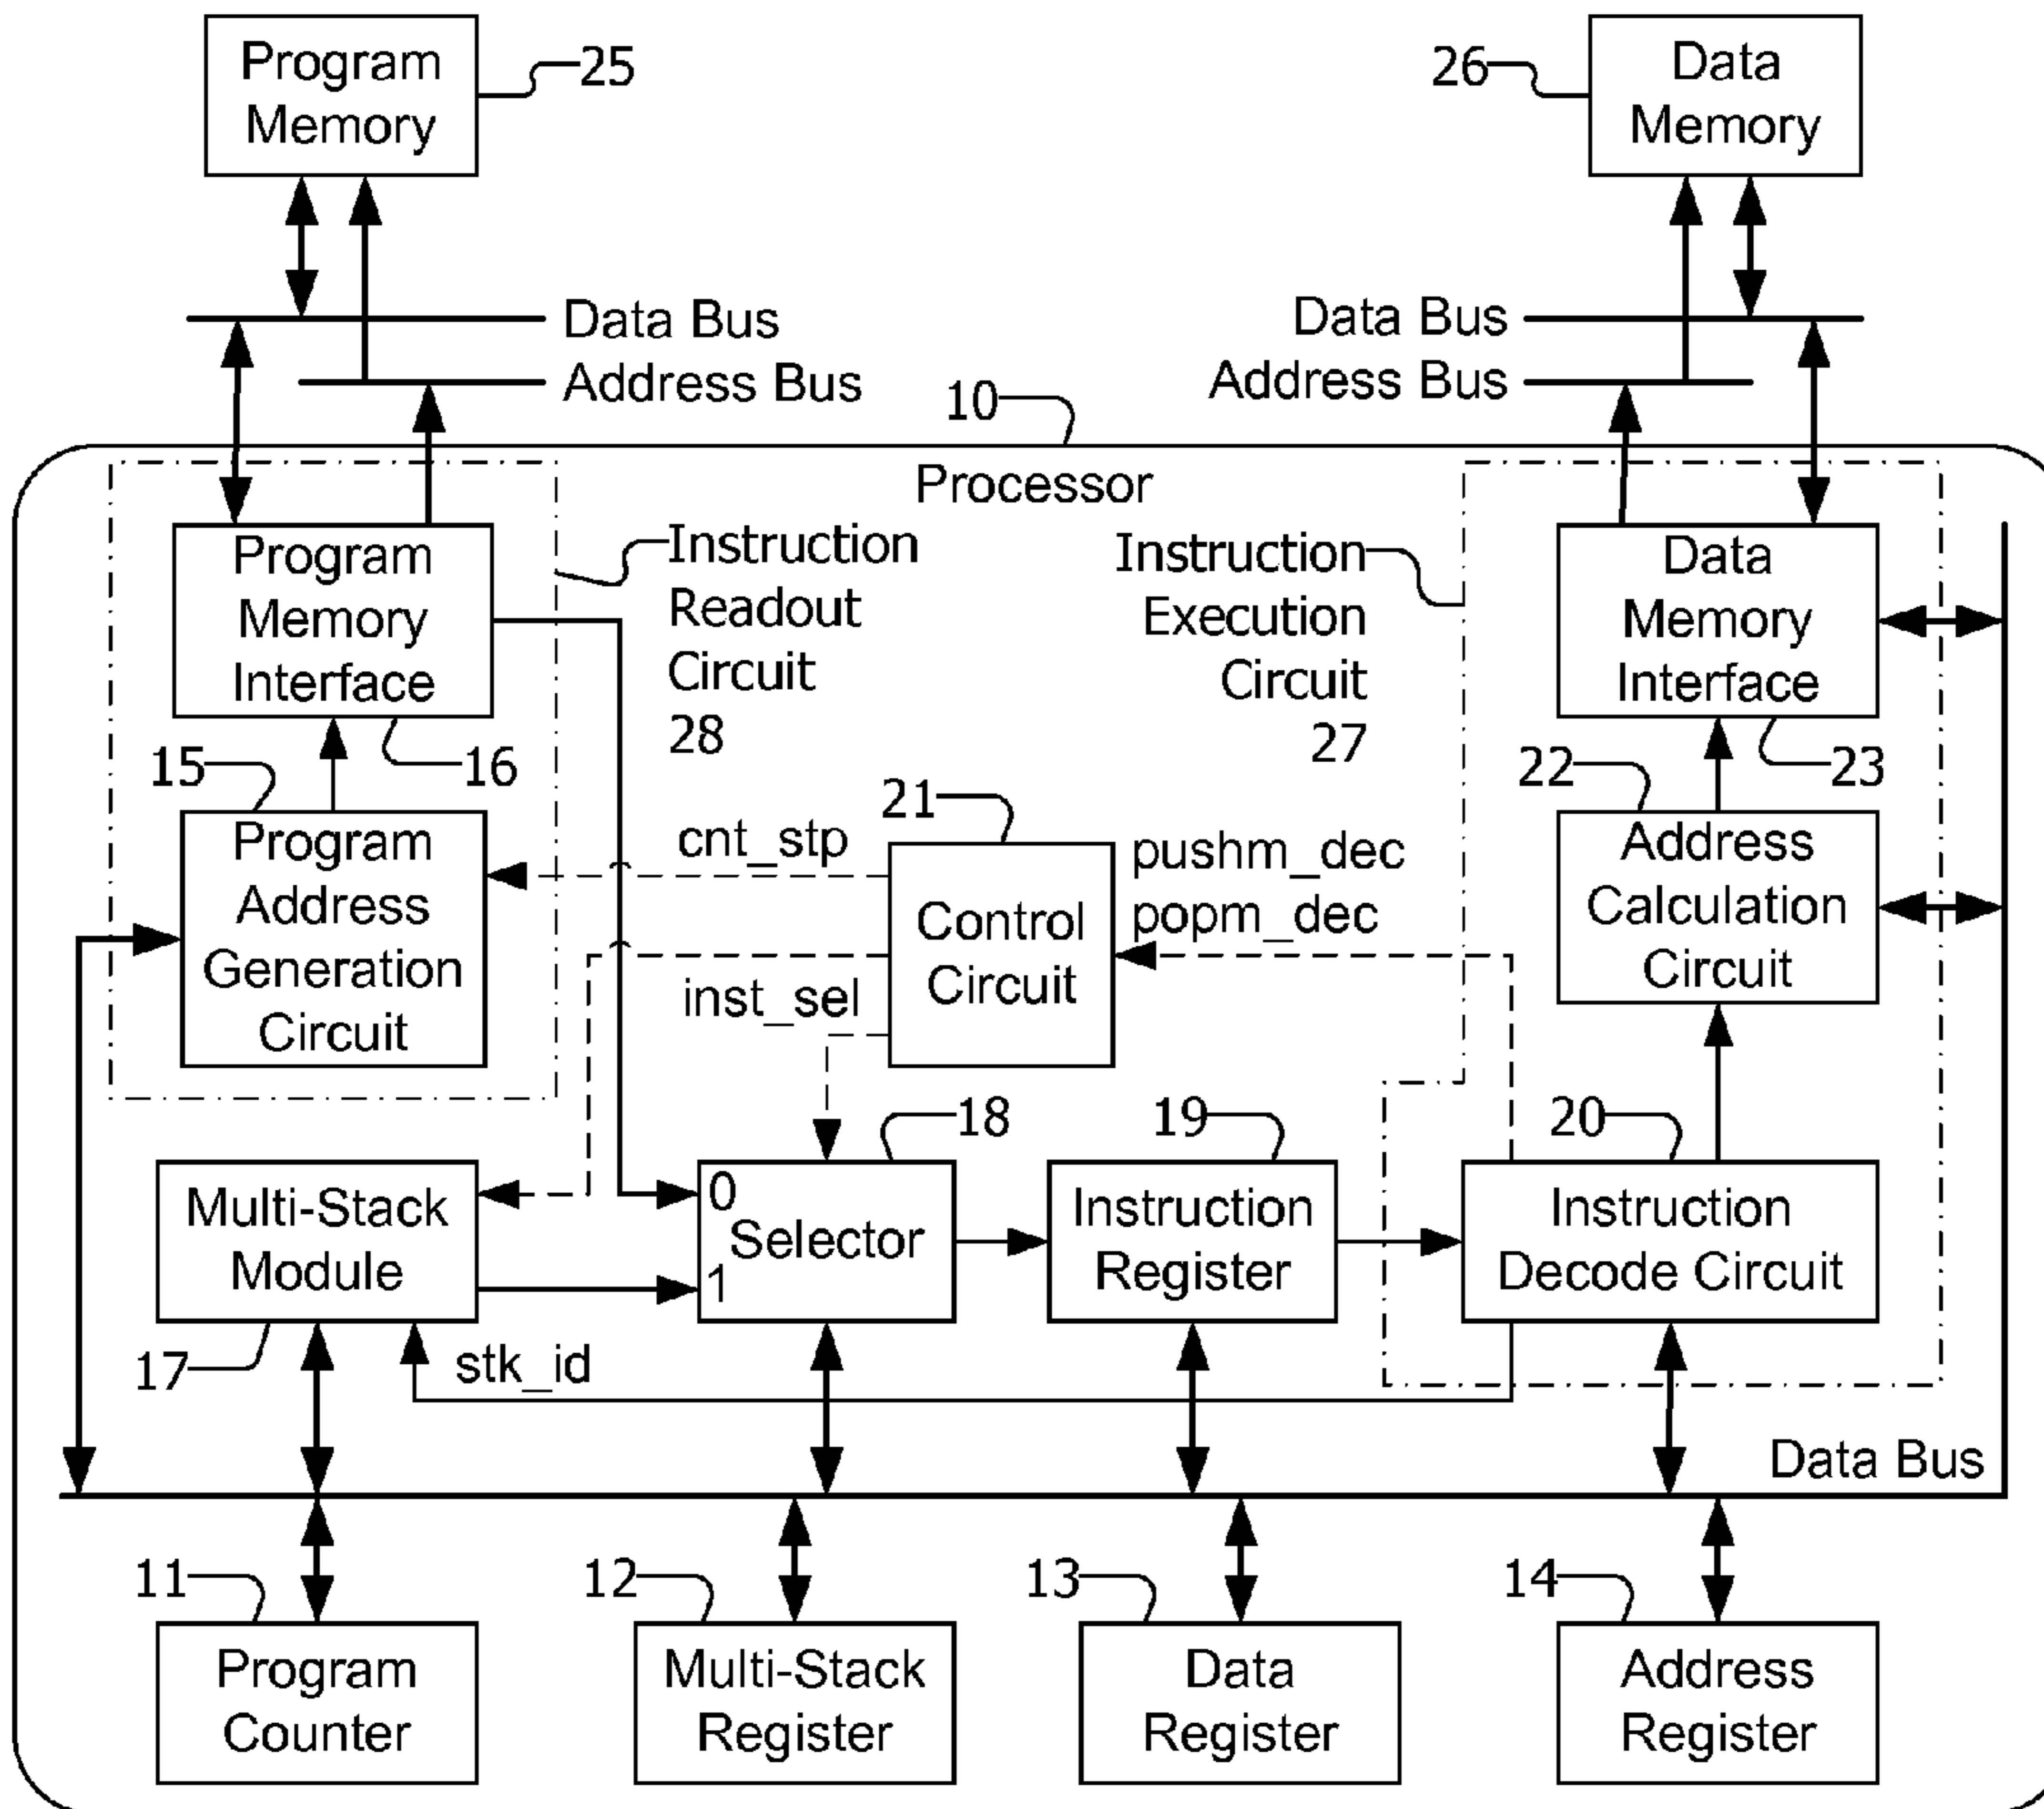 Program
Memory
25
26
Data
Memory
Data Bus
Address Bus
Data Bus
Address Bus
10
Processor
Program
Memory
Interface
16
Instruction
Readout
Circuit
28
Instruction
Execution
Circuit
27
Data
Memory
Interface
23
15
Program
Address
Generation
Circuit
cnt_stp
inst_sel
21
Control
Circuit
pushm_dec
popm_dec
22
Address
Calculation
Circuit
Multi-Stack
Module
17
stk_id
18
0
Selector
1
19
Instruction
Register
20
Instruction
Decode Circuit
Data Bus
11
Program
Counter
12
Multi-Stack
Register
13
Data
Register
14
Address
Register